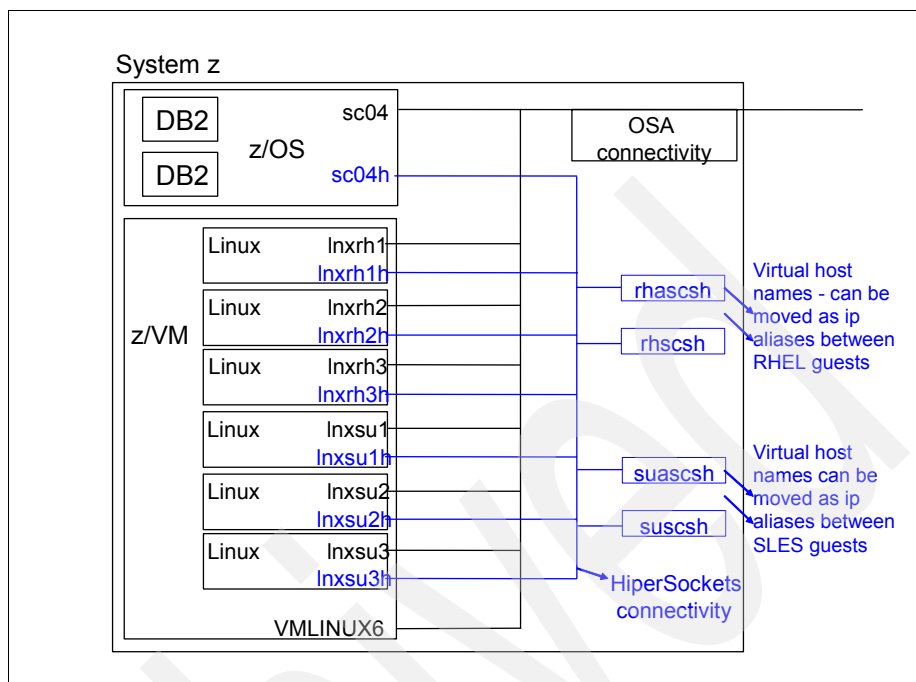 System z
DB2
DB2
z/OS
sc04
sc04h
OSA
connectivity
z/VM
Linux lnxrh1
lnxrh1h
Linux lnxrh2
lnxrh2h
Linux lnxrh3
lnxrh3h
Linux lnxsu1
lnxsu1h
Linux lnxsu2
lnxsu2h
Linux lnxsu3
lnxsu3h
VMLINUX6
rhascsh
rhscsh
Virtual host
names - can be
moved as ip
aliases between
RHEL guests
suascsh
suscsh
Virtual host
names can be
moved as ip
aliases between
SLES guests
HiperSockets
connectivity